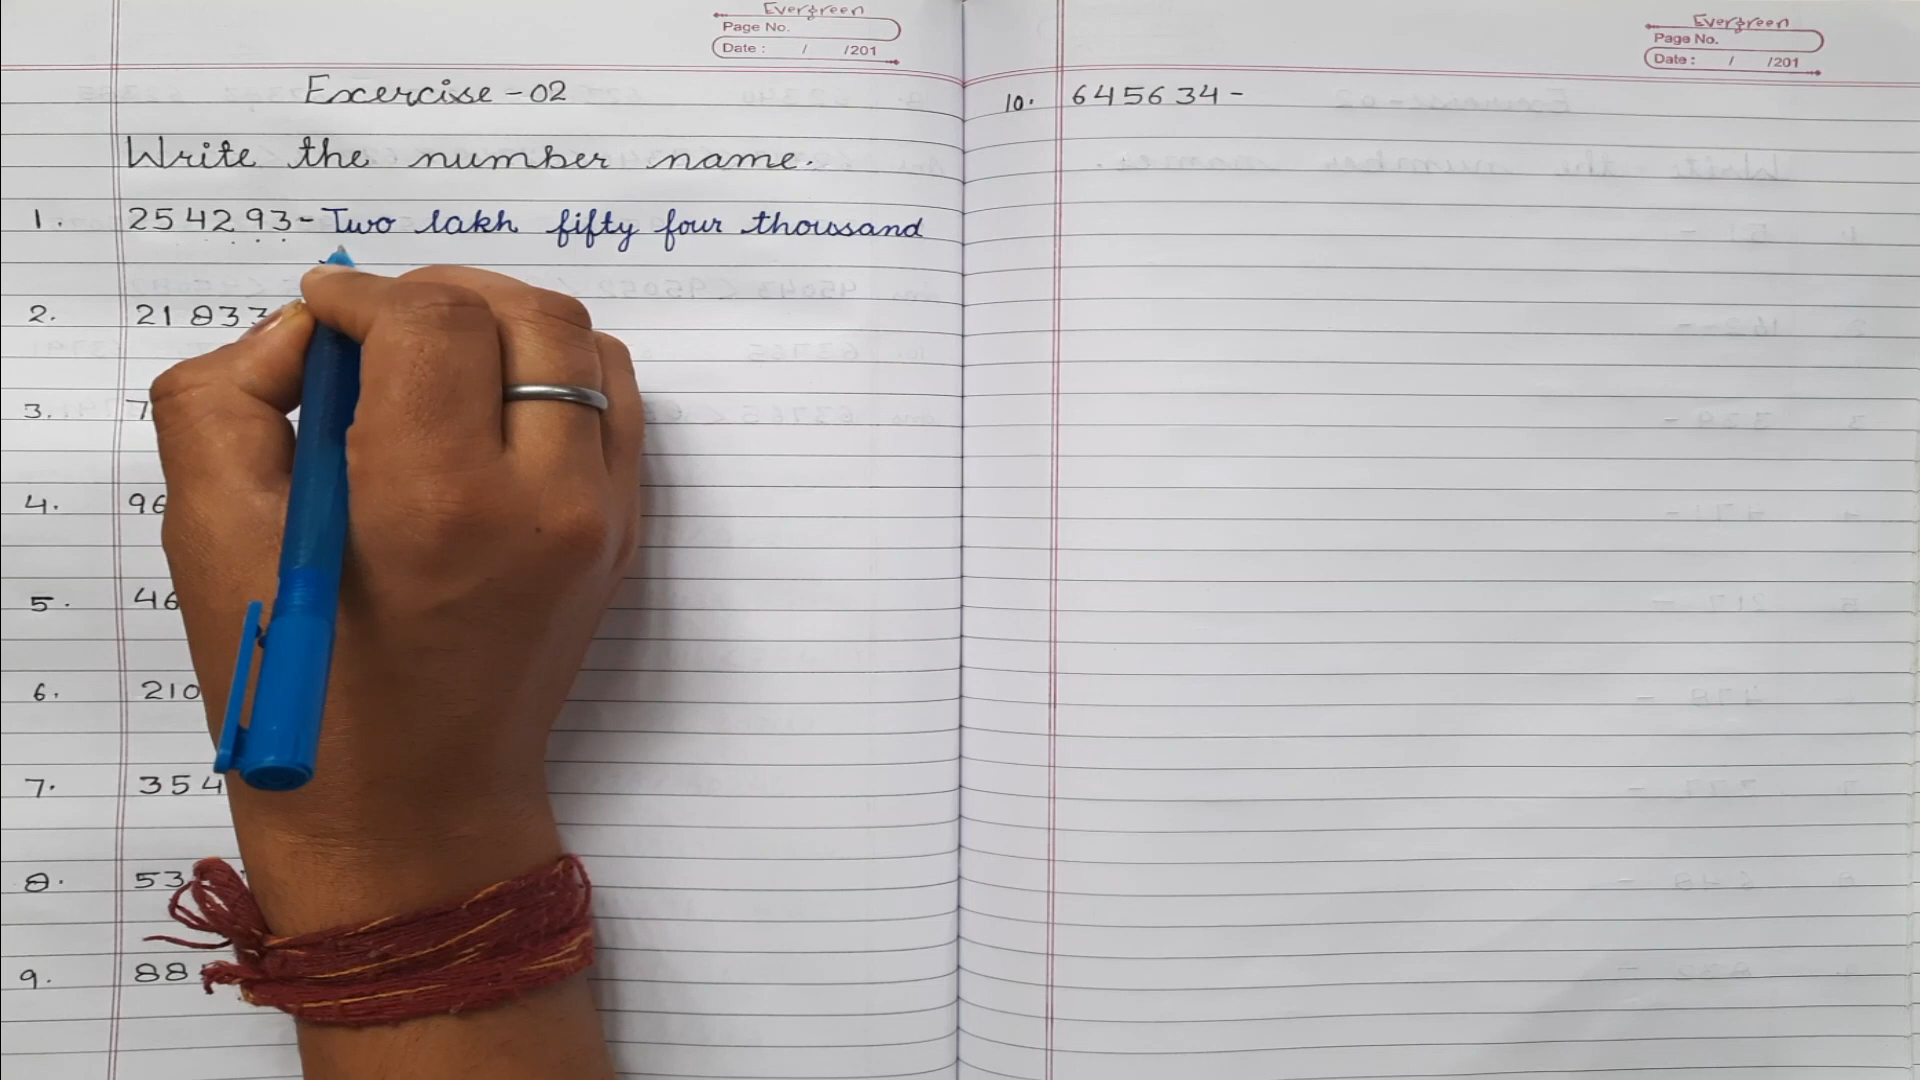 Evergreen
Page No.
Date : / /201
Exercise - 02
Write the number name.
1. 254293 - Two lakh fifty four thousand
2. 21833
3. 7
4. 96
5. 46
6. 210
7. 354
8. 53
9. 88
Evergreen
Page No.
Date : / /201
10. 645634 -